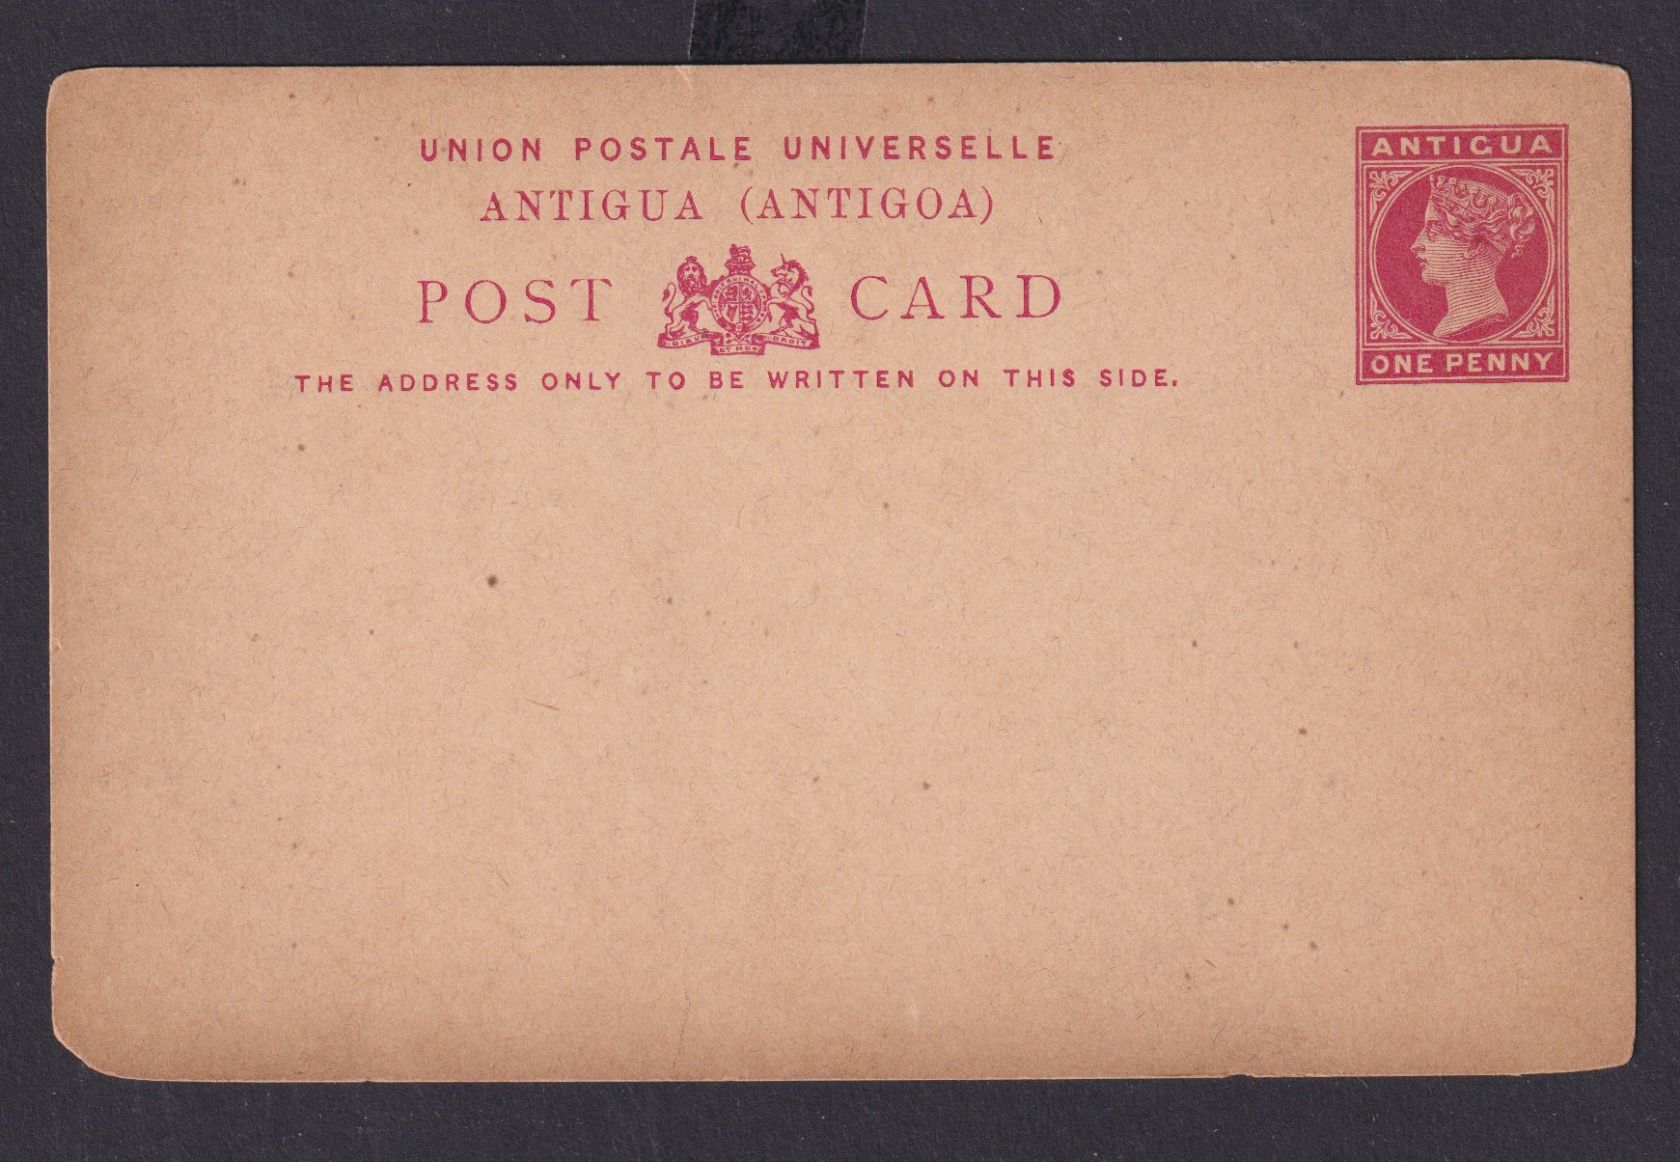 UNION POSTALE UNIVERSELLE
ANTIGUA (ANTIGOA)
POST CARD
THE ADDRESS ONLY TO BE WRITTEN ON THIS SIDE.
ANTIGUA
ONE PENNY